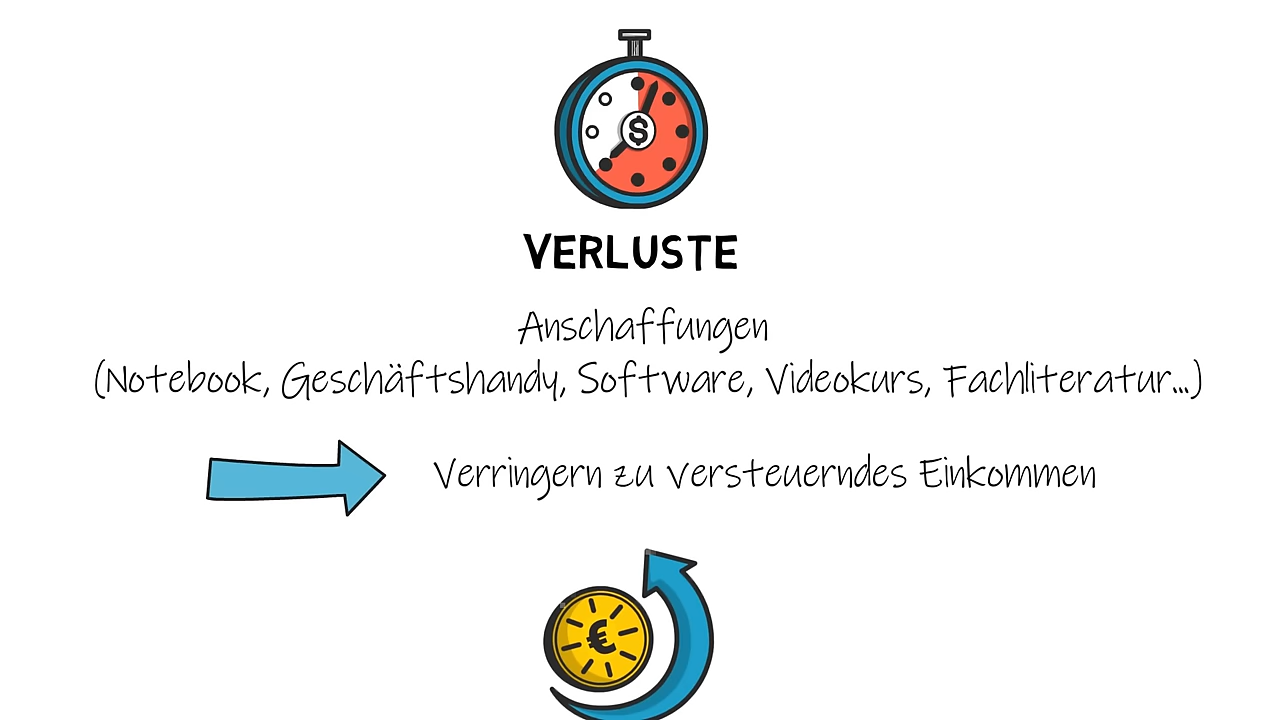 $
VERLUSTE
Anschaffungen
(Notebook, Geschäftshandy, Software, Videokurs, Fachliteratur...)
Verringern zu versteuerndes Einkommen
€